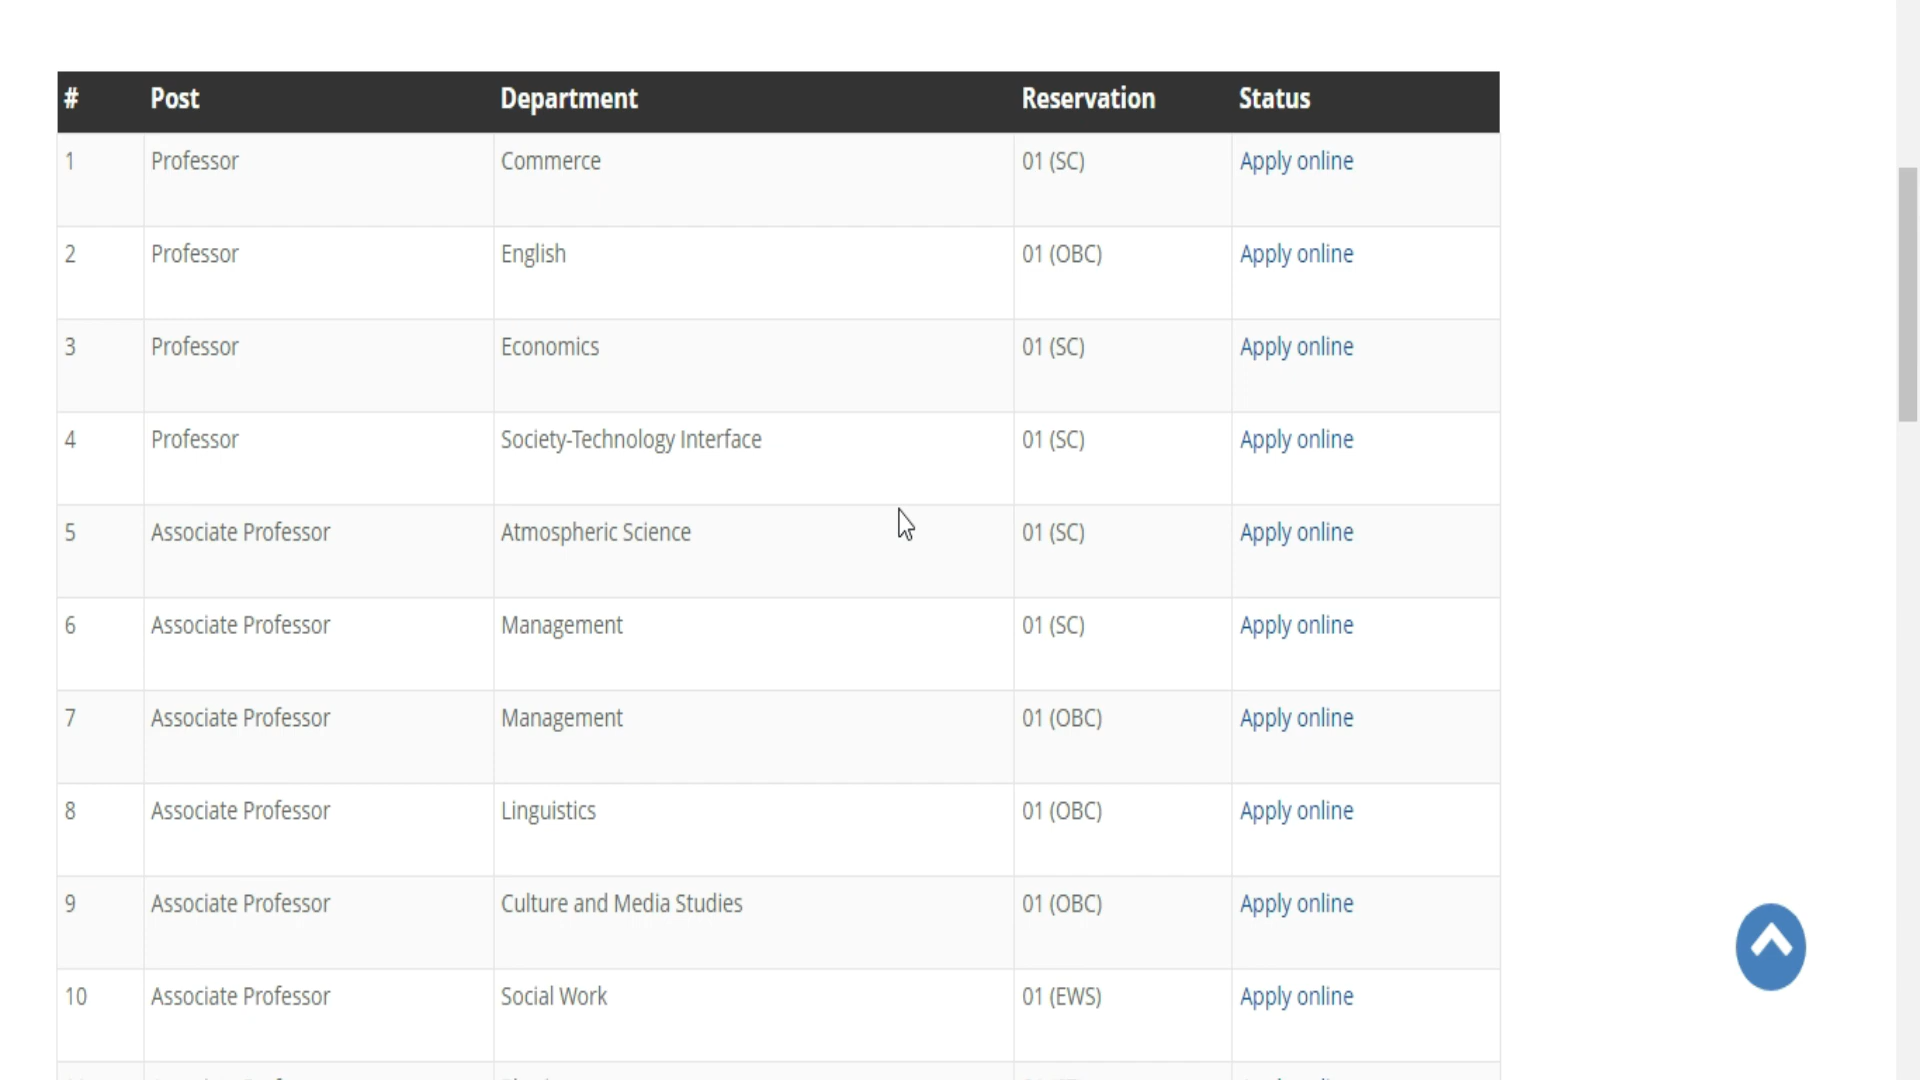 # Post Department Reservation Status
1 Professor Commerce 01 (SC) Apply online
2 Professor English 01 (OBC) Apply online
3 Professor Economics 01 (SC) Apply online
4 Professor Society-Technology Interface 01 (SC) Apply online
5 Associate Professor Atmospheric Science 01 (SC) Apply online
6 Associate Professor Management 01 (SC) Apply online
7 Associate Professor Management 01 (OBC) Apply online
8 Associate Professor Linguistics 01 (OBC) Apply online
9 Associate Professor Culture and Media Studies 01 (OBC) Apply online
10 Associate Professor Social Work 01 (EWS) Apply online